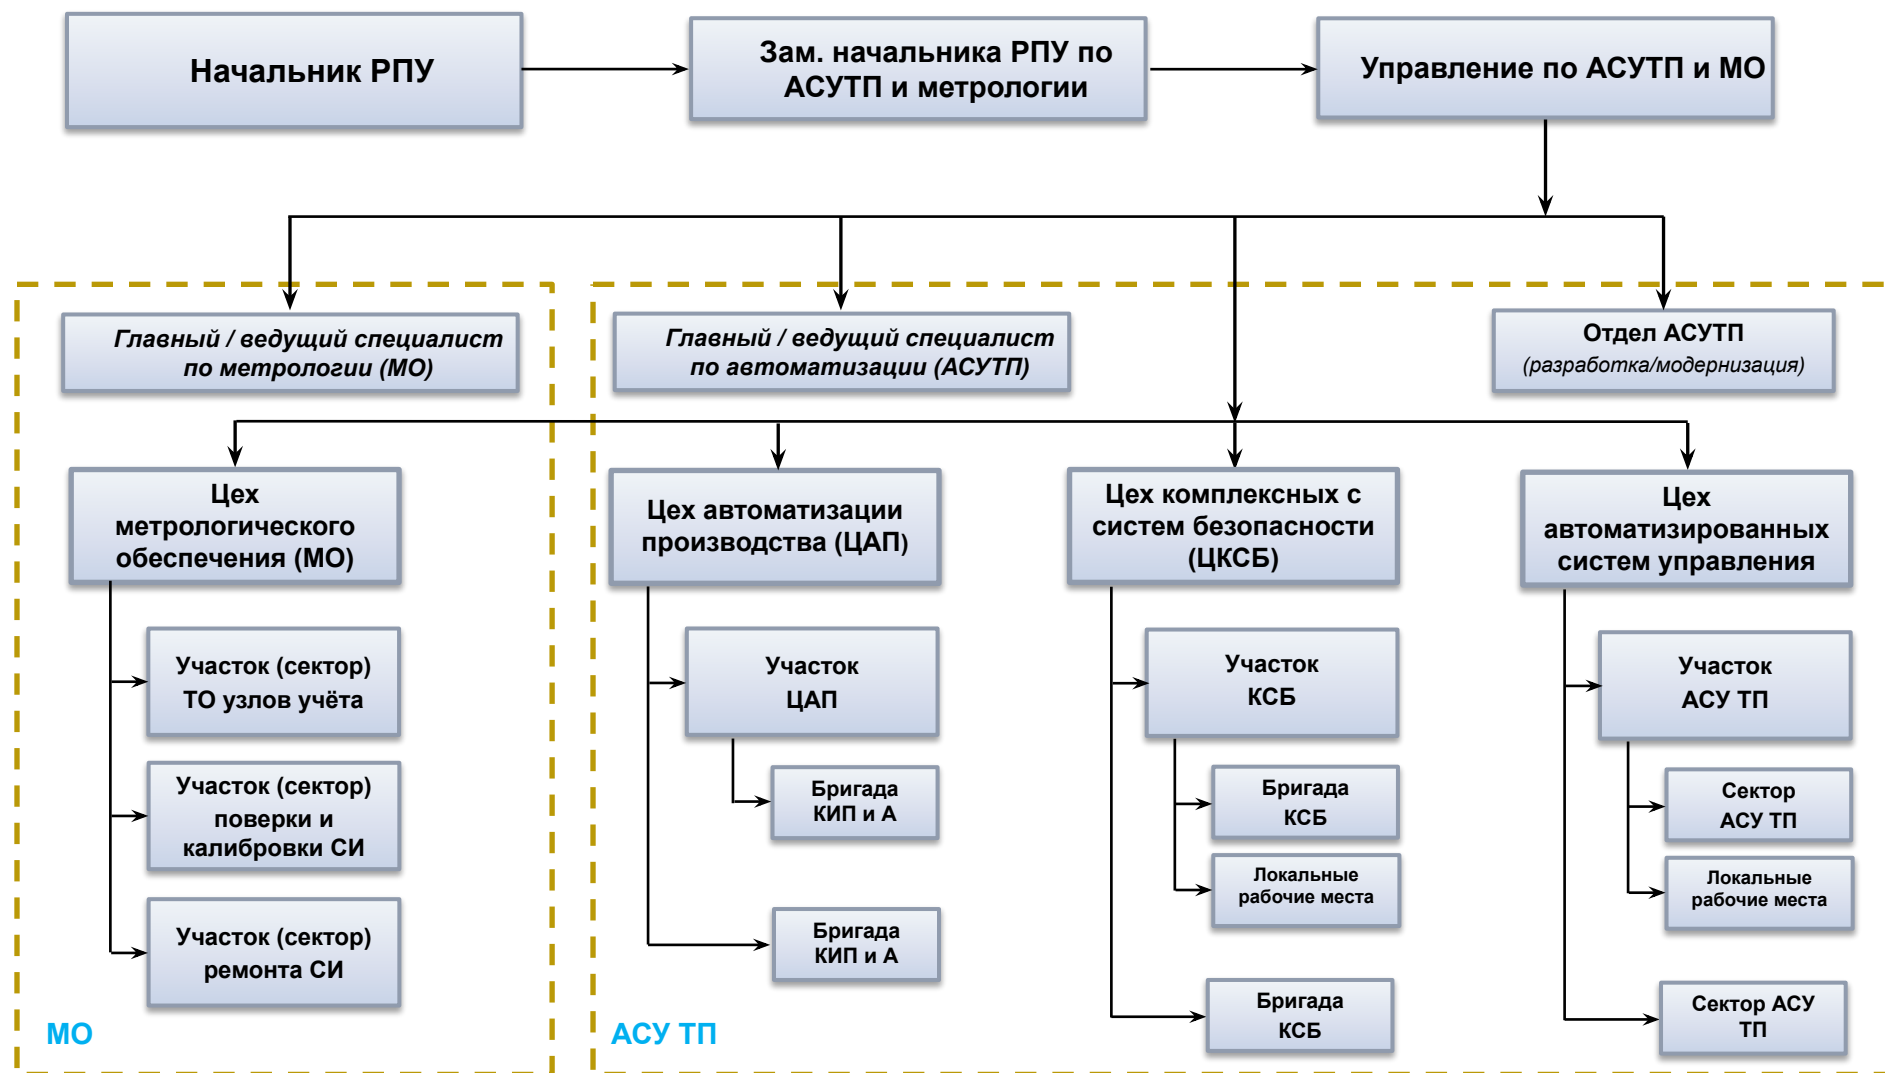 Начальник РПУ
Зам. начальника РПУ по
АСУТП и метрологии
Управление по АСУТП и МО
Главный / ведущий специалист
по метрологии (МО)
Главный / ведущий специалист
по автоматизации (АСУТП)
Отдел АСУТП
(разработка/модернизация)
Цех
метрологического
обеспечения (МО)
Цех автоматизации
производства (ЦАП)
Цех комплексных с
систем безопасности
(ЦКСБ)
Цех
автоматизированных
систем управления
Участок (сектор)
ТО узлов учёта
Участок (сектор)
поверки и
калибровки СИ
Участок (сектор)
ремонта СИ
Участок
ЦАП
Бригада
КИП и А
Бригада
КИП и А
Участок
КСБ
Бригада
КСБ
Локальные
рабочие места
Бригада
КСБ
Участок
АСУ ТП
Сектор
АСУ ТП
Локальные
рабочие места
Сектор АСУ
ТП
МО
АСУ ТП